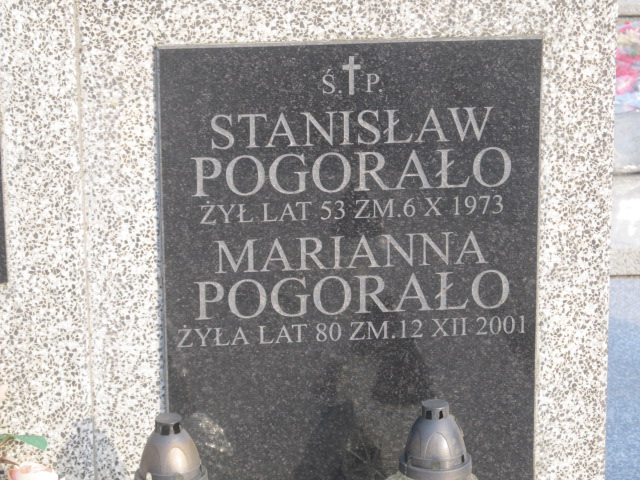 Ś. P.
STANISŁAW
POGORAŁO
ŻYŁ LAT 53 ZM.6 X 1973
MARIANNA
POGORAŁO
ŻYŁA LAT 80 ZM.12 XII 2001